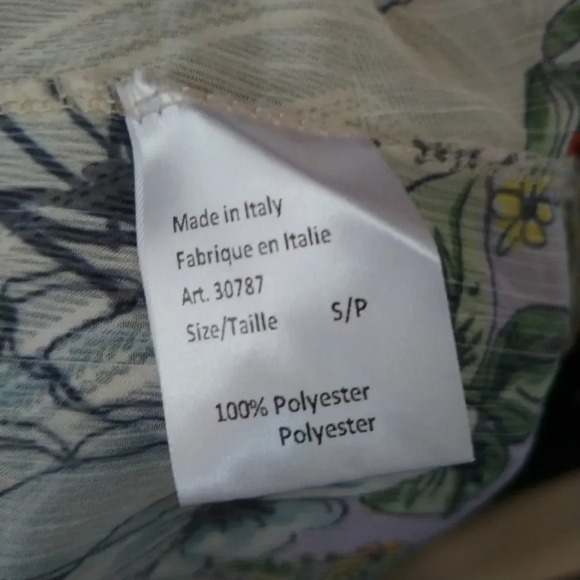 Made in Italy
Fabrique en Italie
Art. 30787
Size/Taille S/P
100% Polyester
Polyester